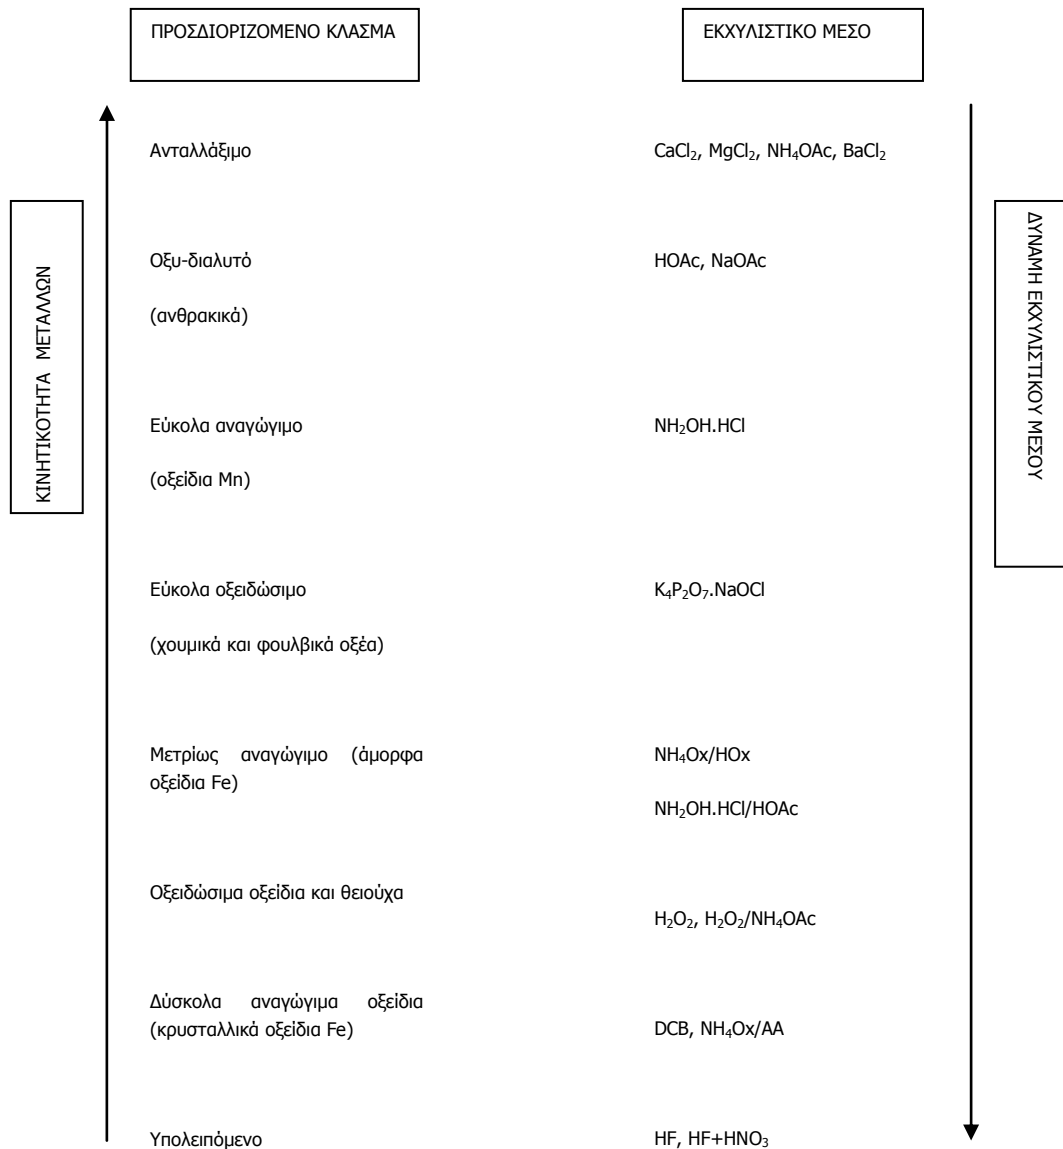 ΠΡΟΣΔΙΟΡΙΖΟΜΕΝΟ ΚΛΑΣΜΑ
ΕΚΧΥΛΙΣΤΙΚΟ ΜΕΣΟ
ΚΙΝΗΤΙΚΟΤΗΤΑ ΜΕΤΑΛΛΩΝ
ΔΥΝΑΜΗ ΕΚΧΥΛΙΣΤΙΚΟΥ ΜΕΣΟΥ
Ανταλλάξιμο
CaCl₂, MgCl₂, NH₄OAc, BaCl₂
Οξυ-διαλυτό
HOAc, NaOAc
(ανθρακικά)
Εύκολα αναγώγιμο
NH₂OH.HCl
(οξείδια Mn)
Εύκολα οξειδώσιμο
K₄P₂O₇.NaOCl
(χουμικά και φουλβικά οξέα)
Μετρίως αναγώγιμο (άμορφα
οξείδια Fe)
NH₄Ox/HOx
NH₂OH.HCl/HOAc
Οξειδώσιμα οξείδια και θειούχα
H₂O₂, H₂O₂/NH₄OAc
Δύσκολα αναγώγιμα οξείδια
(κρυσταλλικά οξείδια Fe)
DCB, NH₄Ox/AA
Υπολειπόμενο
HF, HF+HNO₃